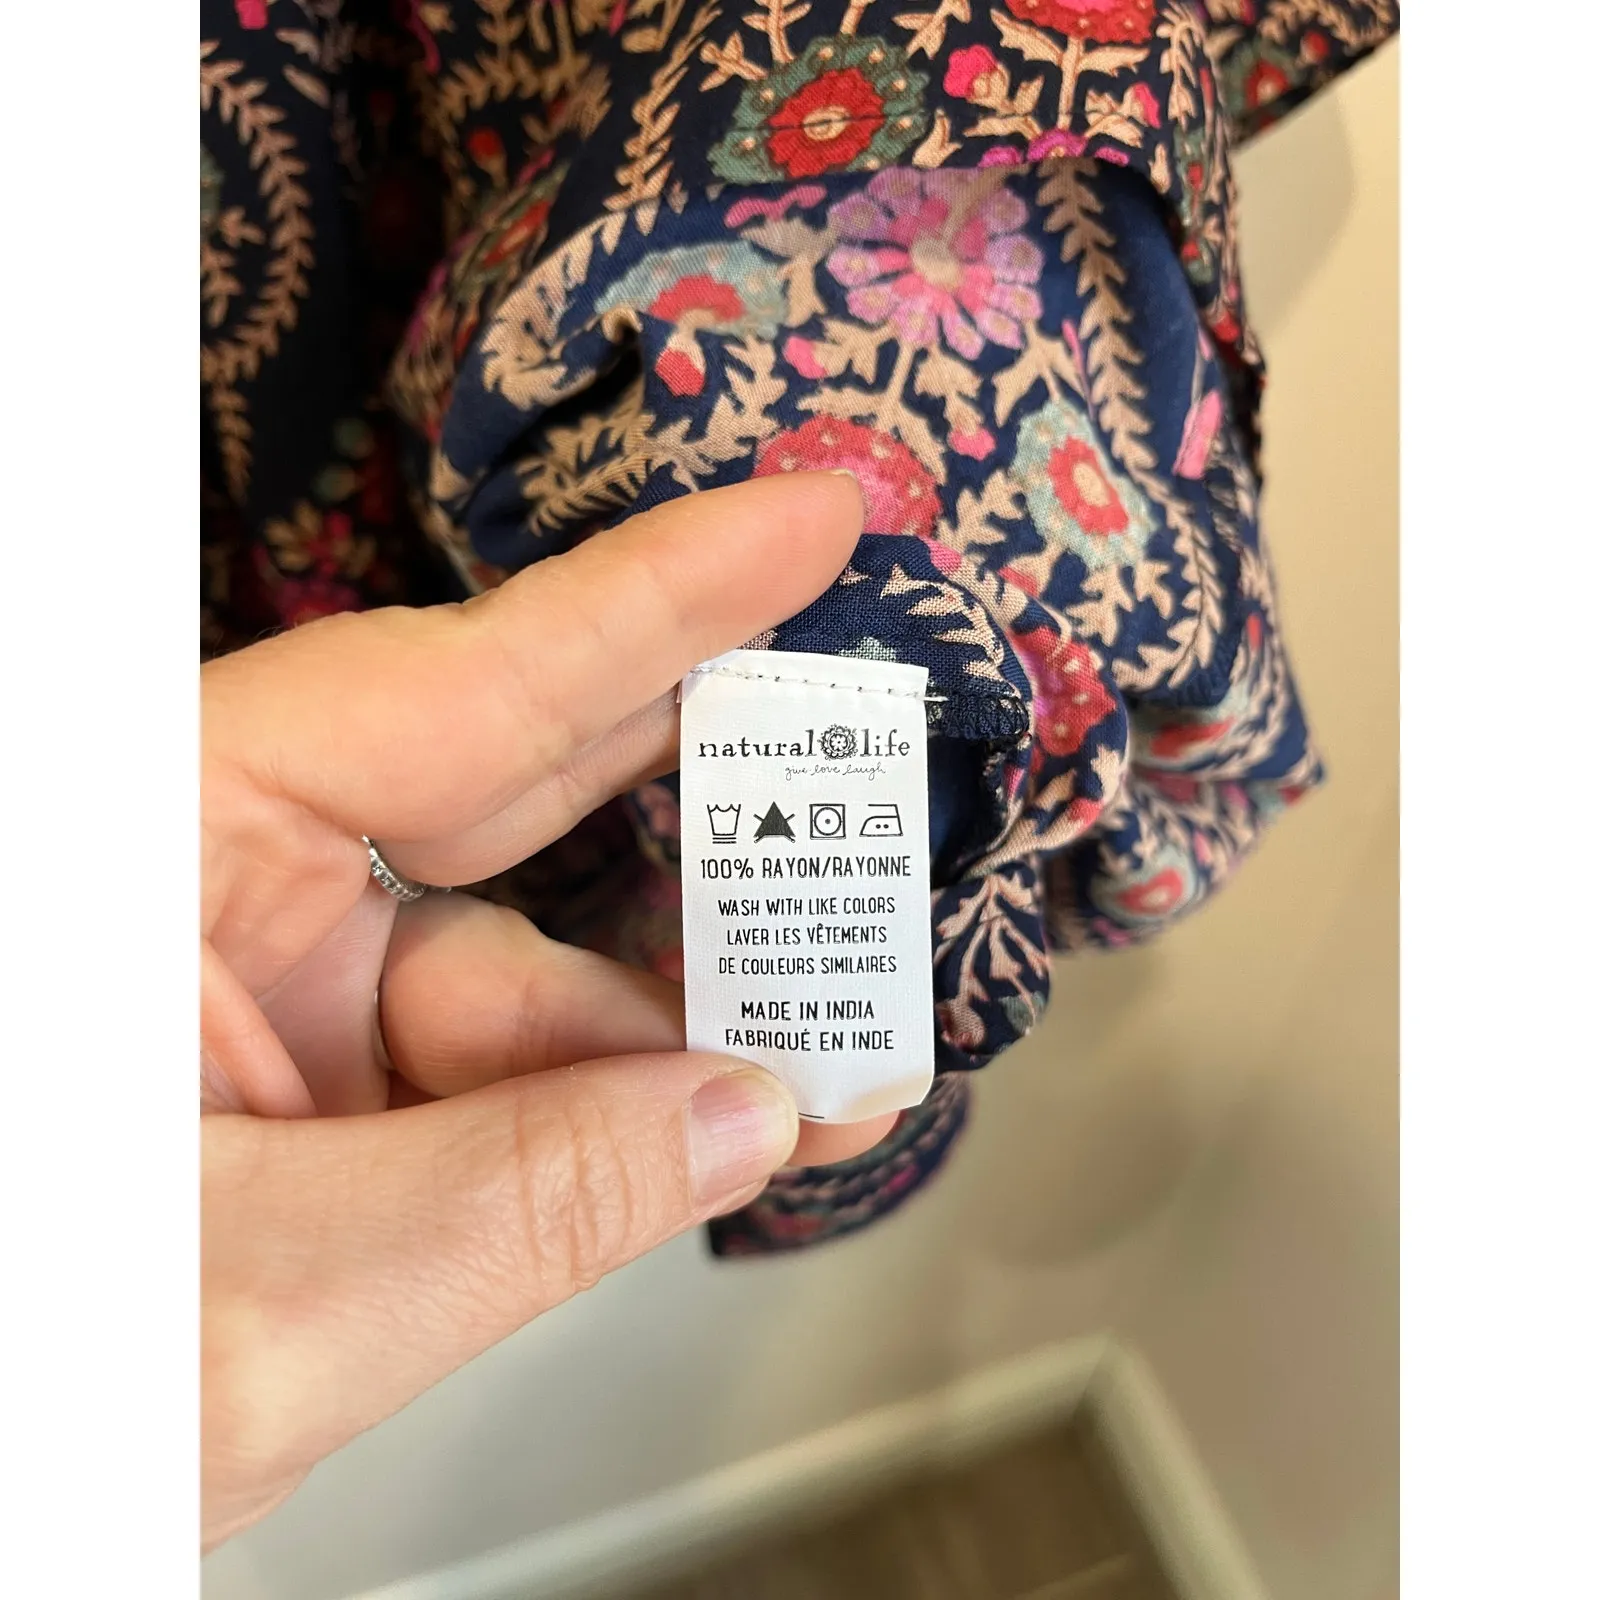 natural life
give love laugh
100% RAYON/RAYONNE
WASH WITH LIKE COLORS
LAVER LES VÊTEMENTS
DE COULEURS SIMILAIRES
MADE IN INDIA
FABRIQUÉ EN INDE